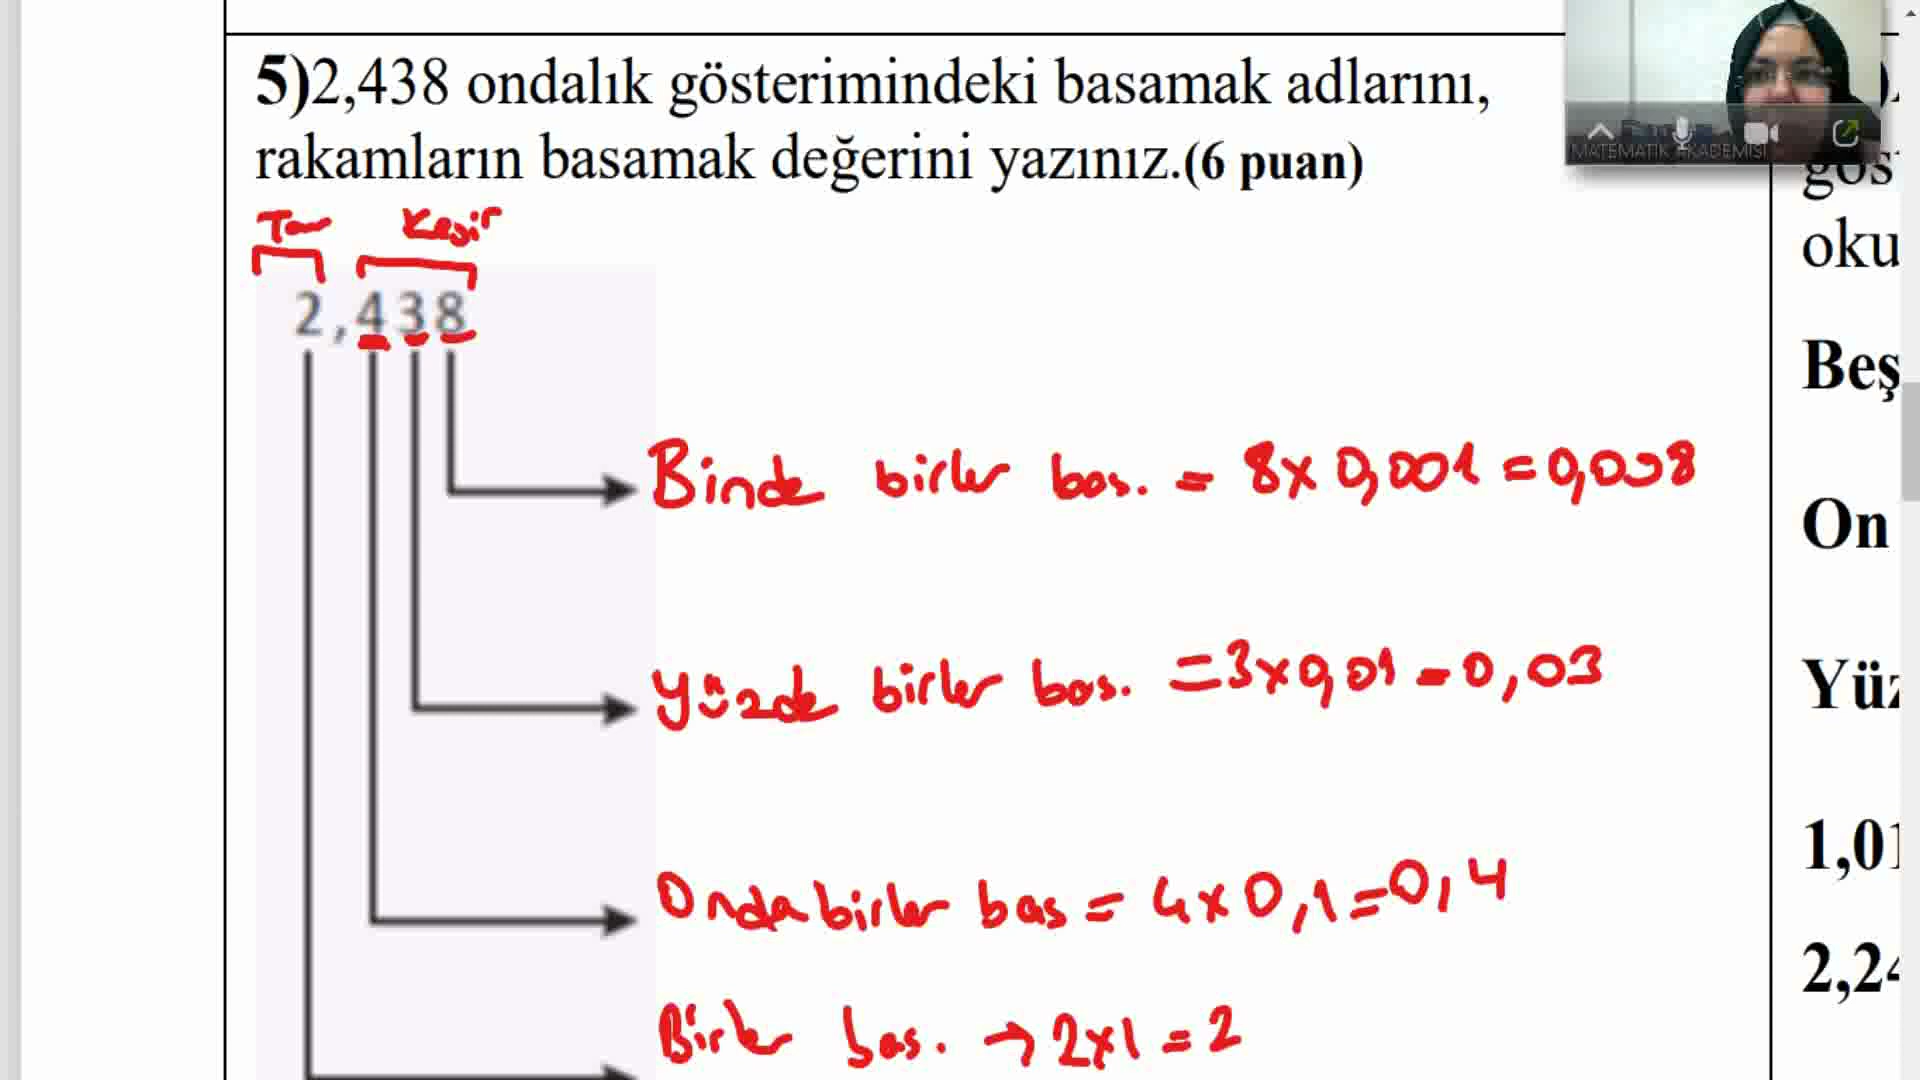 5)2,438 ondalık gösterimindeki basamak adlarını,
rakamların basamak değerini yazınız.(6 puan)
Tam Kesir
2,438
Binde birler bas. = 8x0,001=0,008
Yüzde birler bas. =3x0,01=0,03
Onda birler bas = 4x0,1=0,4
Birler bas. → 2x1=2
MATEMATİK AKADEMİSİ
gös
oku
Beş
On
Yüz
1,01
2,24